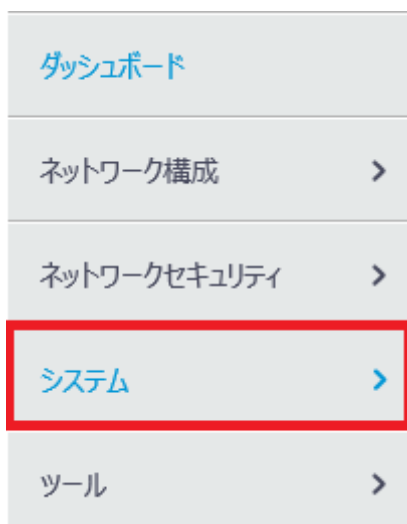 ダッシュボード
ネットワーク構成
ネットワークセキュリティ
システム
ツール